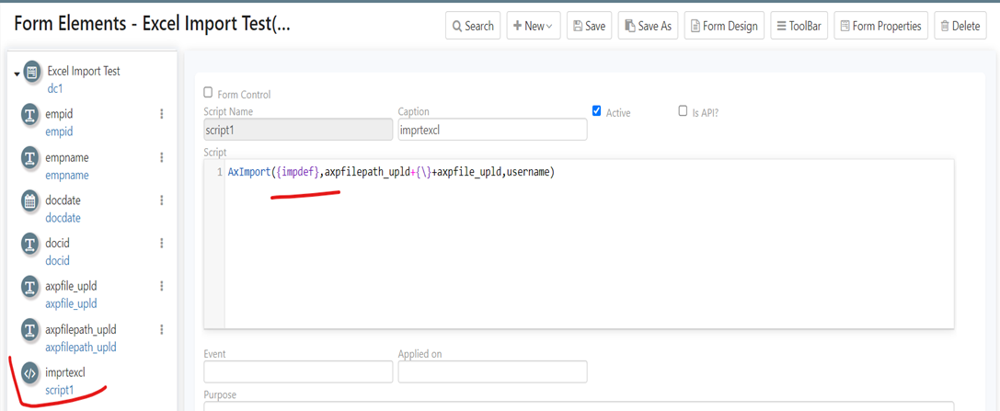 Form Elements - Excel Import Test(...
Search
New
Save
Save As
Form Design
ToolBar
Form Properties
Delete
Excel Import Test
dc1
empid
empid
empname
empname
docdate
docdate
docid
docid
axpfile_upld
axpfile_upld
axpfilepath_upld
axpfilepath_upld
imprtexcl
script1
Form Control
Script Name
Caption
Active
Is API?
script1
imprtexcl
Script
1 AxImport({impdef},axpfilepath_upld+{\}+axpfile_upld,username)
Event
Applied on
Purpose